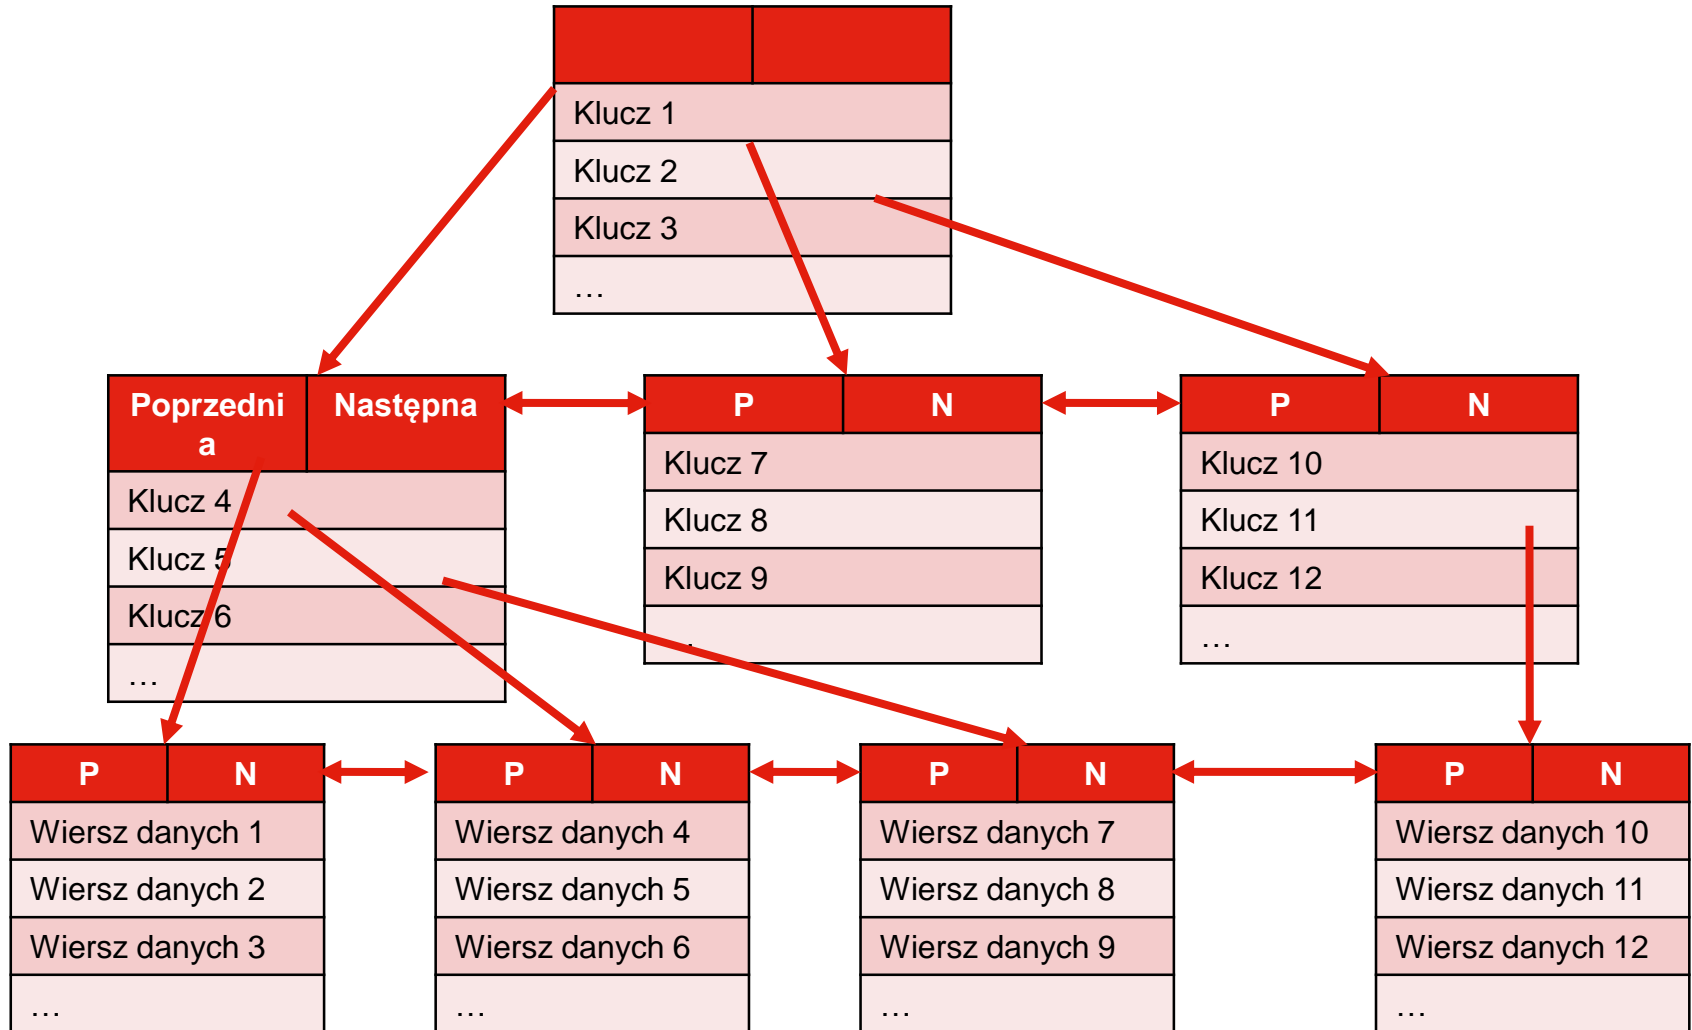 Klucz 1
Klucz 2
Klucz 3
…
Poprzedni
a
Następna
Klucz 4
Klucz 5
Klucz 6
…
P
N
Klucz 7
Klucz 8
Klucz 9
…
P
N
Klucz 10
Klucz 11
Klucz 12
…
P
N
Wiersz danych 1
Wiersz danych 2
Wiersz danych 3
…
P
N
Wiersz danych 4
Wiersz danych 5
Wiersz danych 6
…
P
N
Wiersz danych 7
Wiersz danych 8
Wiersz danych 9
…
P
N
Wiersz danych 10
Wiersz danych 11
Wiersz danych 12
…